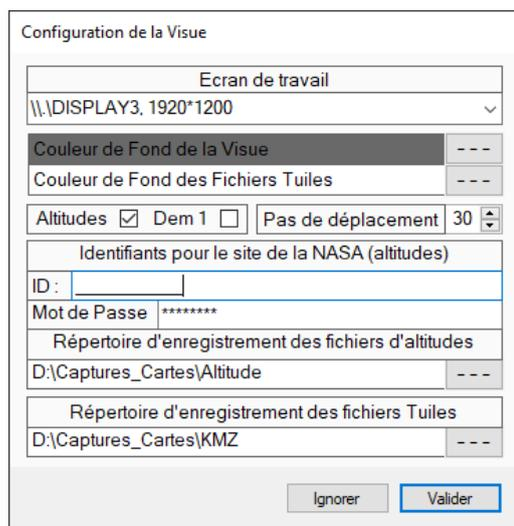 Configuration de la Visue
Ecran de travail
\\.\DISPLAY3, 1920*1200
Couleur de Fond de la Visue - - -
Couleur de Fond des Fichiers Tuiles - - -
Altitudes Dem 1 Pas de déplacement 30
Identifiants pour le site de la NASA (altitudes)
ID : ____________
Mot de Passe ********
Répertoire d'enregistrement des fichiers d'altitudes
D:\Captures_Cartes\Altitude - - -
Répertoire d'enregistrement des fichiers Tuiles
D:\Captures_Cartes\KMZ - - -
Ignorer Valider